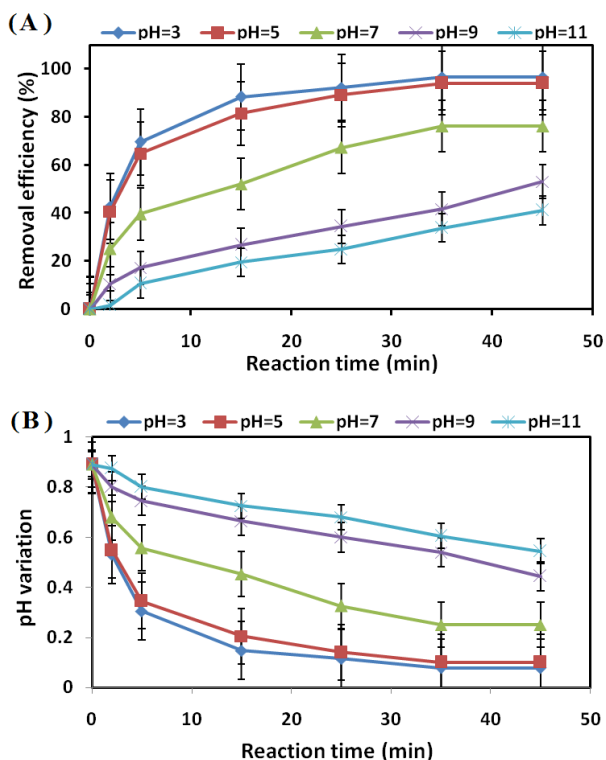 (A)
pH=3 pH=5 pH=7 pH=9 pH=11
Removal efficiency (%)
100
80
60
40
20
0
0 10 20 30 40 50
Reaction time (min)
(B)
pH=3 pH=5 pH=7 pH=9 pH=11
pH variation
1
0.8
0.6
0.4
0.2
0
0 10 20 30 40 50
Reaction time (min)